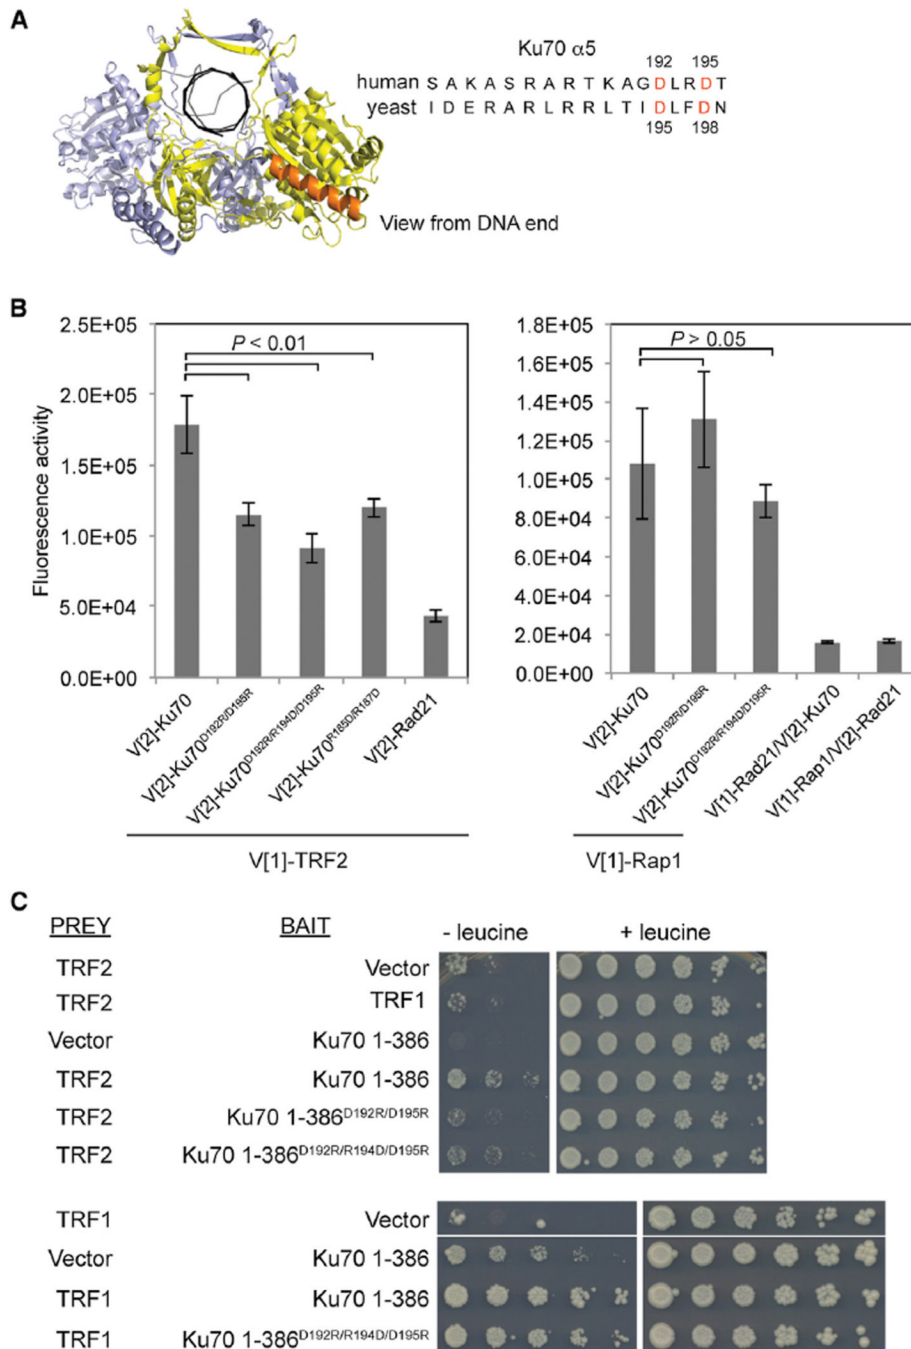 A
Ku70 α5
192 195
human S A K A S R A R T K A G D L R D T
yeast I D E R A R L R R L T I D L F D N
195 198
View from DNA end
B
Fluorescence activity
2.5E+05
2.0E+05
1.5E+05
1.0E+05
5.0E+04
0.0E+00
P < 0.01
V[2]-Ku70
V[2]-Ku70D192R/D195R
V[2]-Ku70D192R/R194D/D195R
V[2]-Ku70R185D/R187D
V[2]-Rad21
V[1]-TRF2
1.8E+05
1.6E+05
1.4E+05
1.2E+05
1.0E+05
8.0E+04
6.0E+04
4.0E+04
2.0E+04
0.0E+00
P > 0.05
V[2]-Ku70
V[2]-Ku70D192R/D195R
V[2]-Ku70D192R/R194D/D195R
V[1]-Rad21/V[2]-Ku70
V[1]-Rap1/V[2]-Rad21
V[1]-Rap1
C
PREY BAIT - leucine + leucine
TRF2 Vector
TRF2 TRF1
Vector Ku70 1-386
TRF2 Ku70 1-386
TRF2 Ku70 1-386D192R/D195R
TRF2 Ku70 1-386D192R/R194D/D195R
TRF1 Vector
Vector Ku70 1-386
TRF1 Ku70 1-386
TRF1 Ku70 1-386D192R/R194D/D195R